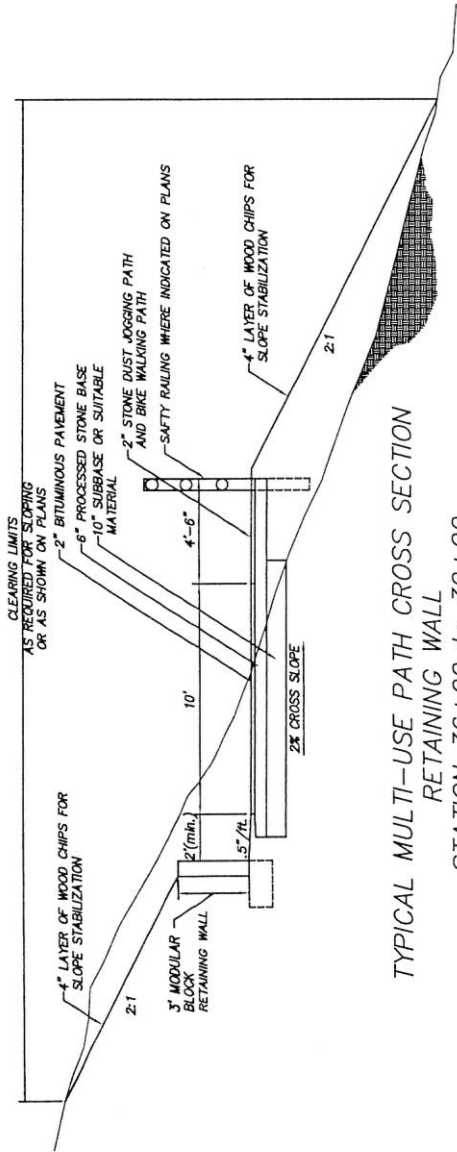 CLEARING LIMITS
AS REQUIRED FOR SLOPING
OR AS SHOWN ON PLANS
2" BITUMINOUS PAVEMENT
6" PROCESSED STONE BASE
10" SUBBASE OR SUITABLE
MATERIAL
2" STONE DUST JOGGING PATH
AND BIKE WALKING PATH
SAFTY RAILING WHERE INDICATED ON PLANS
4" LAYER OF WOOD CHIPS FOR
SLOPE STABILIZATION
2:1
4" LAYER OF WOOD CHIPS FOR
SLOPE STABILIZATION
2:1
3' MODULAR
BLOCK
RETAINING WALL
2'(min.)
.5"/ft.
10'
4'-6"
2% CROSS SLOPE
TYPICAL MULTI-USE PATH CROSS SECTION
RETAINING WALL